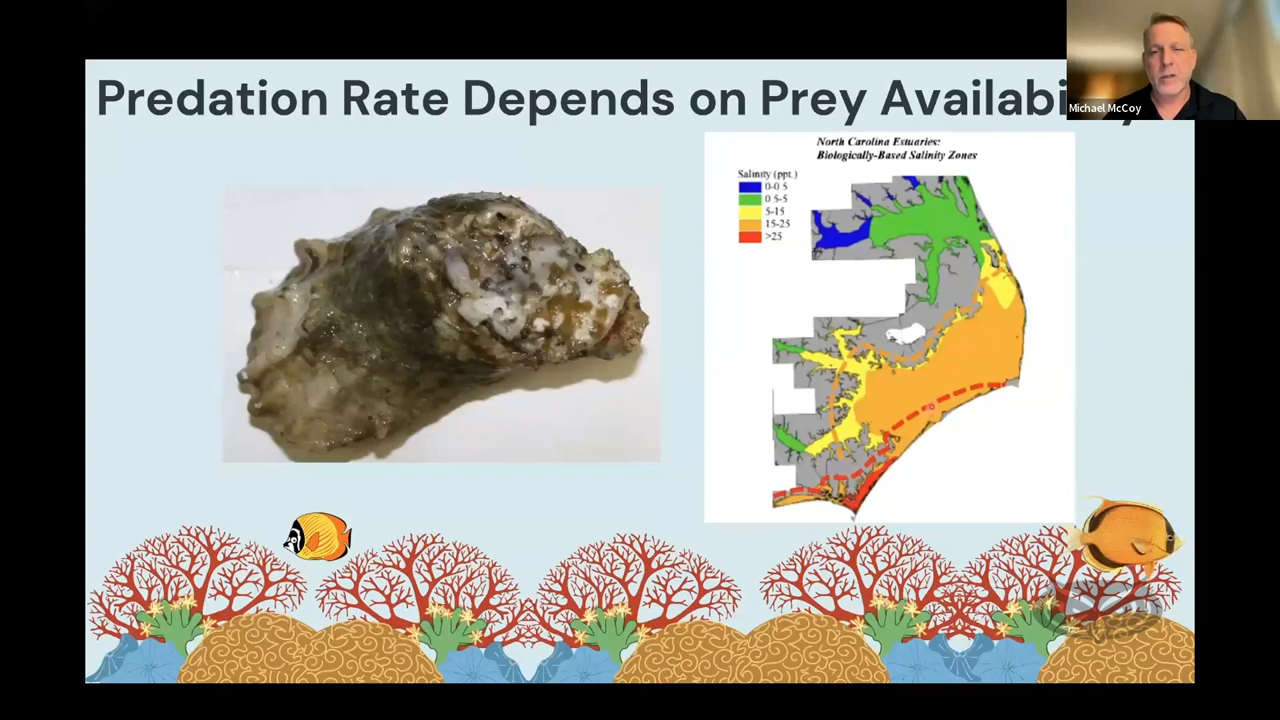 Predation Rate Depends on Prey Availabi
Michael McCoy
North Carolina Estuaries:
Biologically-Based Salinity Zones
Salinity (ppt.)
0-0 5
0 5-5
5-15
15-25
>25